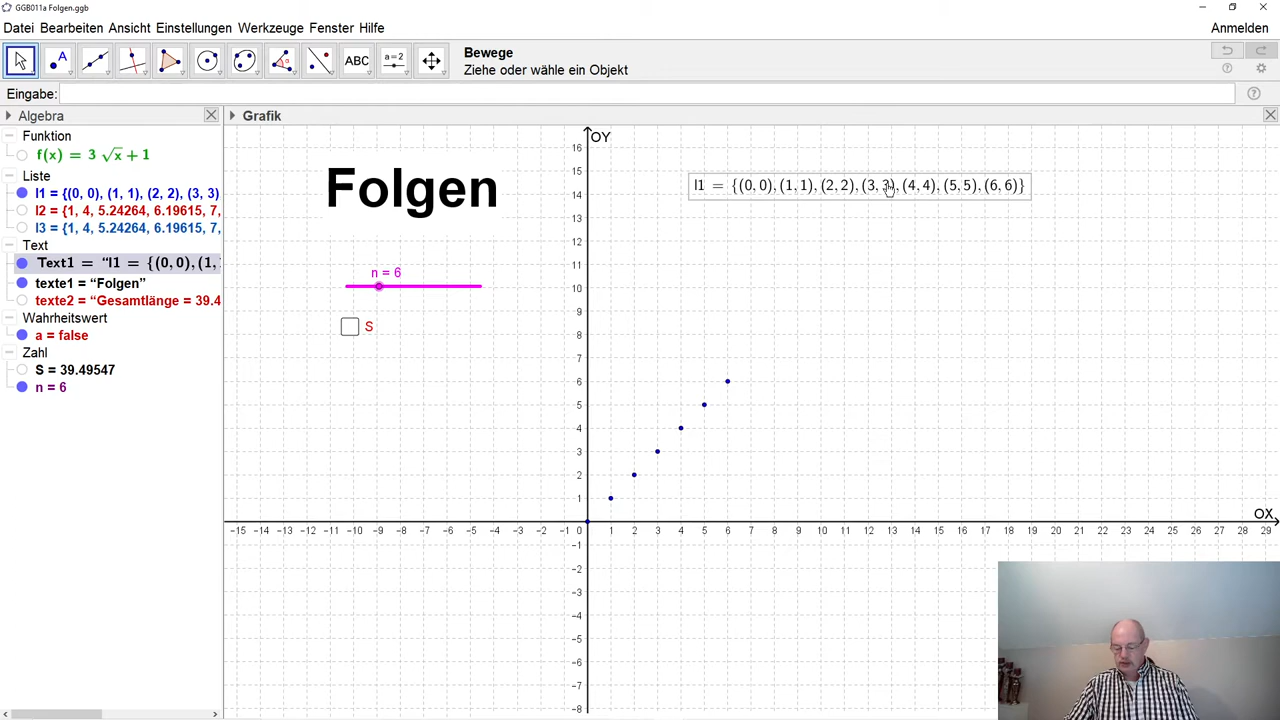 GGB011a Folgen.ggb
Datei Bearbeiten Ansicht Einstellungen Werkzeuge Fenster Hilfe
Anmelden
A
ABC
a=2
Bewege
Ziehe oder wähle ein Objekt
Eingabe:
Algebra
Grafik
Funktion
f(x) = 3 √x + 1
Liste
l1 = {(0, 0), (1, 1), (2, 2), (3, 3)
l2 = {1, 4, 5.24264, 6.19615, 7,
l3 = {1, 4, 5.24264, 6.19615, 7,
Text
Text1 = “l1 = {(0, 0), (1,
texte1 = “Folgen”
texte2 = “Gesamtlänge = 39.4
Wahrheitswert
a = false
Zahl
S = 39.49547
n = 6
Folgen
n = 6
S
l1 = {(0, 0), (1, 1), (2, 2), (3, 3), (4, 4), (5, 5), (6, 6)}
OY
16
15
14
13
12
11
10
9
8
7
6
5
4
3
2
1
−15 −14 −13 −12 −11 −10 −9 −8 −7 −6 −5 −4 −3 −2 −1 0 1 2 3 4 5 6 7 8 9 10 11 12 13 14 15 16 17 18 19 20 21 22 23 24 25 26 27 28 29
OX
−1
−2
−3
−4
−5
−6
−7
−8